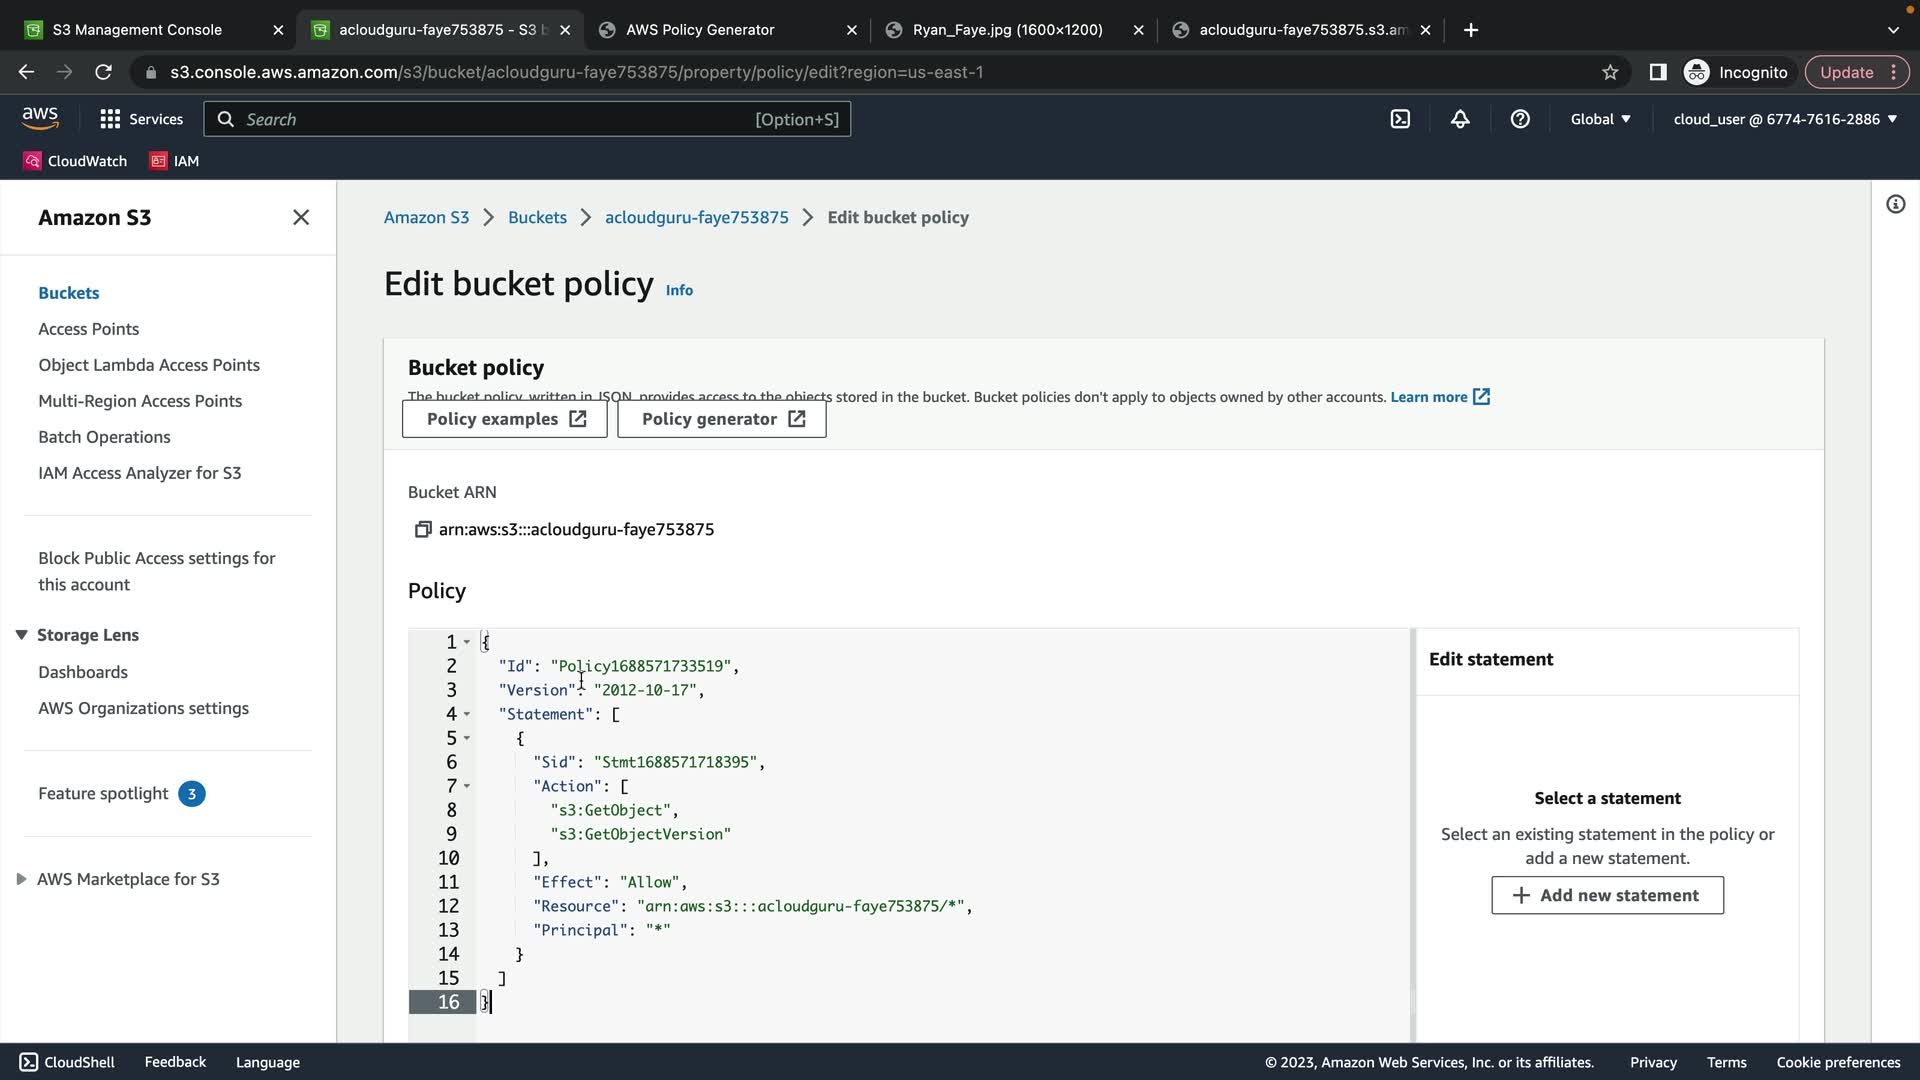 S3 Management Console
acloudguru-faye753875 - S3 b
AWS Policy Generator
Ryan_Faye.jpg (1600×1200)
acloudguru-faye753875.s3.am
s3.console.aws.amazon.com/s3/bucket/acloudguru-faye753875/property/policy/edit?region=us-east-1
Incognito
Update
aws
Services
Search
[Option+S]
Global
cloud_user @ 6774-7616-2886
CloudWatch
IAM
Amazon S3
Buckets
Access Points
Object Lambda Access Points
Multi-Region Access Points
Batch Operations
IAM Access Analyzer for S3
Block Public Access settings for
this account
Storage Lens
Dashboards
AWS Organizations settings
Feature spotlight 3
AWS Marketplace for S3
Amazon S3 > Buckets > acloudguru-faye753875 > Edit bucket policy
Edit bucket policy Info
Bucket policy
The bucket policy, written in JSON, provides access to the objects stored in the bucket. Bucket policies don't apply to objects owned by other accounts. Learn more
Policy examples
Policy generator
Bucket ARN
arn:aws:s3:::acloudguru-faye753875
Policy
1 {
2 "Id": "Policy1688571733519",
3 "Version": "2012-10-17",
4 "Statement": [
5 {
6 "Sid": "Stmt1688571718395",
7 "Action": [
8 "s3:GetObject",
9 "s3:GetObjectVersion"
10 ],
11 "Effect": "Allow",
12 "Resource": "arn:aws:s3:::acloudguru-faye753875/*",
13 "Principal": "*"
14 }
15 ]
16 }
Edit statement
Select a statement
Select an existing statement in the policy or
add a new statement.
+ Add new statement
CloudShell
Feedback
Language
© 2023, Amazon Web Services, Inc. or its affiliates.
Privacy
Terms
Cookie preferences